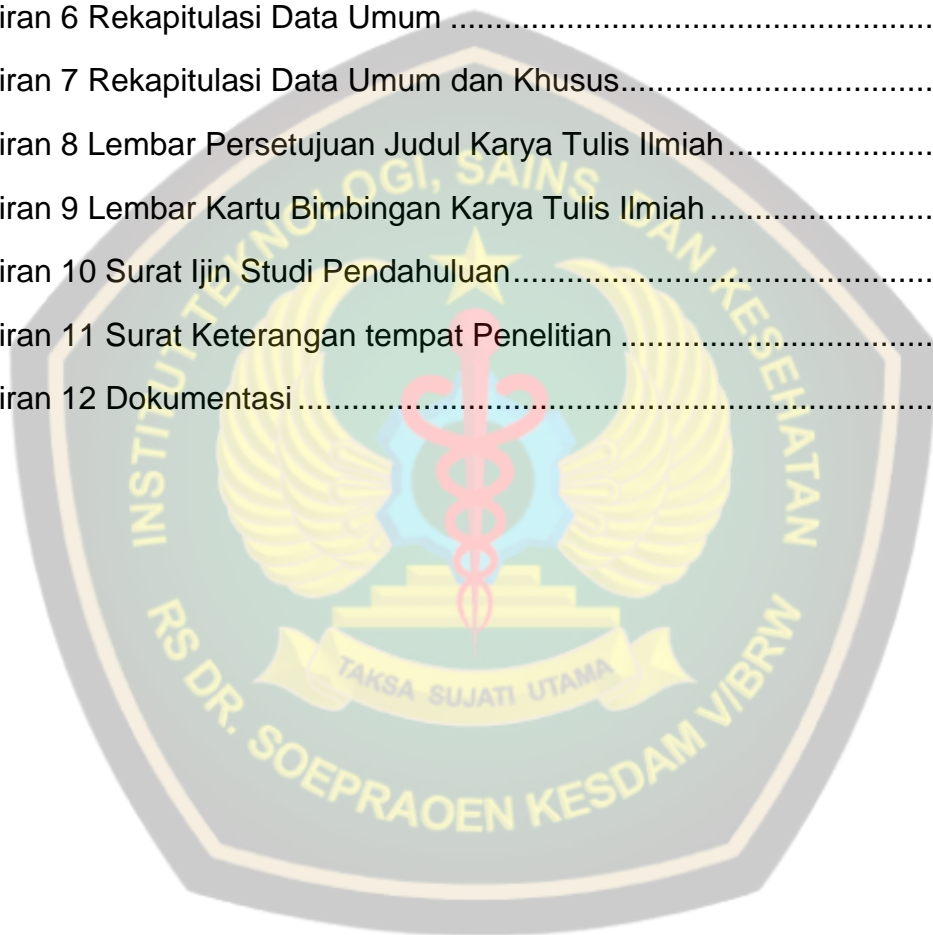 iran 6 Rekapitulasi Data Umum ......................................................
iran 7 Rekapitulasi Data Umum dan Khusus...................................
iran 8 Lembar Persetujuan Judul Karya Tulis Ilmiah.......................
iran 9 Lembar Kartu Bimbingan Karya Tulis Ilmiah .........................
iran 10 Surat Ijin Studi Pendahuluan...............................................
iran 11 Surat Keterangan tempat Penelitian ...................................
iran 12 Dokumentasi .......................................................................
INSTITUT TEKNOLOGI, SAINS, DAN KESEHATAN
TAKSA SUJATI UTAMA
RS DR. SOEPRAOEN KESDAM V/BRW